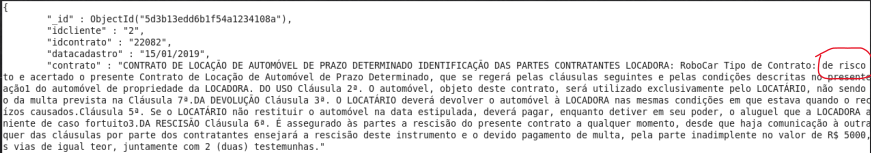 {
"_id" : ObjectId("5d3b13edd6b1f54a1234108a"),
"idcliente" : "2",
"idcontrato" : "22082",
"datacadastro" : "15/01/2019",
"contrato" : "CONTRATO DE LOCAÇÃO DE AUTOMÓVEL DE PRAZO DETERMINADO IDENTIFICAÇÃO DAS PARTES CONTRATANTES LOCADORA: RoboCar Tipo de Contrato: de risco
to e acertado o presente Contrato de Locação de Automóvel de Prazo Determinado, que se regerá pelas cláusulas seguintes e pelas condições descritas no presente
ação1 do automóvel de propriedade da LOCADORA. DO USO Cláusula 2ª. O automóvel, objeto deste contrato, será utilizado exclusivamente pelo LOCATÁRIO, não sendo
o da multa prevista na Cláusula 7ª.DA DEVOLUÇÃO Cláusula 3ª. O LOCATÁRIO deverá devolver o automóvel à LOCADORA nas mesmas condições em que estava quando o rec
ízos causados.Cláusula 5ª. Se o LOCATÁRIO não restituir o automóvel na data estipulada, deverá pagar, enquanto detiver em seu poder, o aluguel que a LOCADORA a
niente de caso fortuito3.DA RESCISÃO Cláusula 6ª. É assegurado às partes a rescisão do presente contrato a qualquer momento, desde que haja comunicação à outra
quer das cláusulas por parte dos contratantes ensejará a rescisão deste instrumento e o devido pagamento de multa, pela parte inadimplente no valor de R$ 5000,
s vias de igual teor, juntamente com 2 (duas) testemunhas."